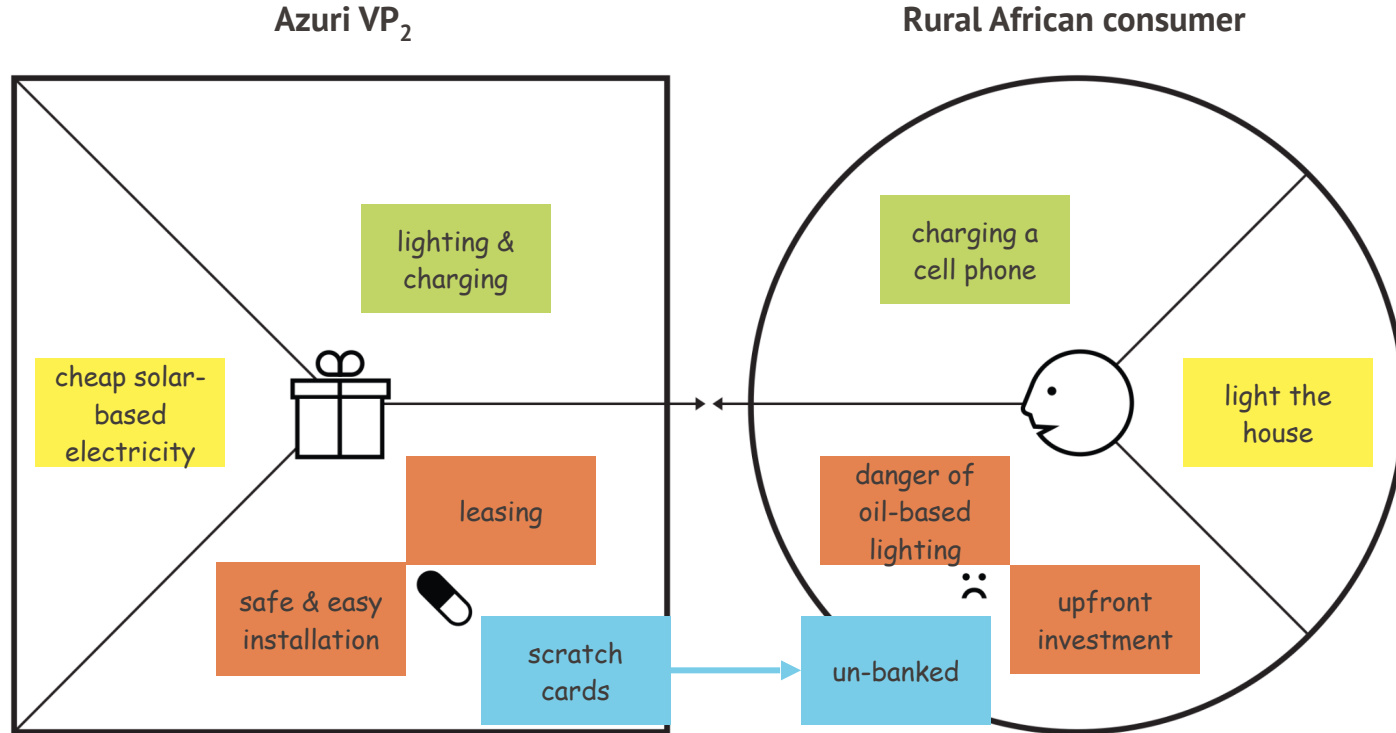 Azuri VP₂
Rural African consumer
lighting &
charging
cheap solar-
based
electricity
leasing
safe & easy
installation
scratch
cards
charging a
cell phone
light the
house
danger of
oil-based
lighting
upfront
investment
un-banked